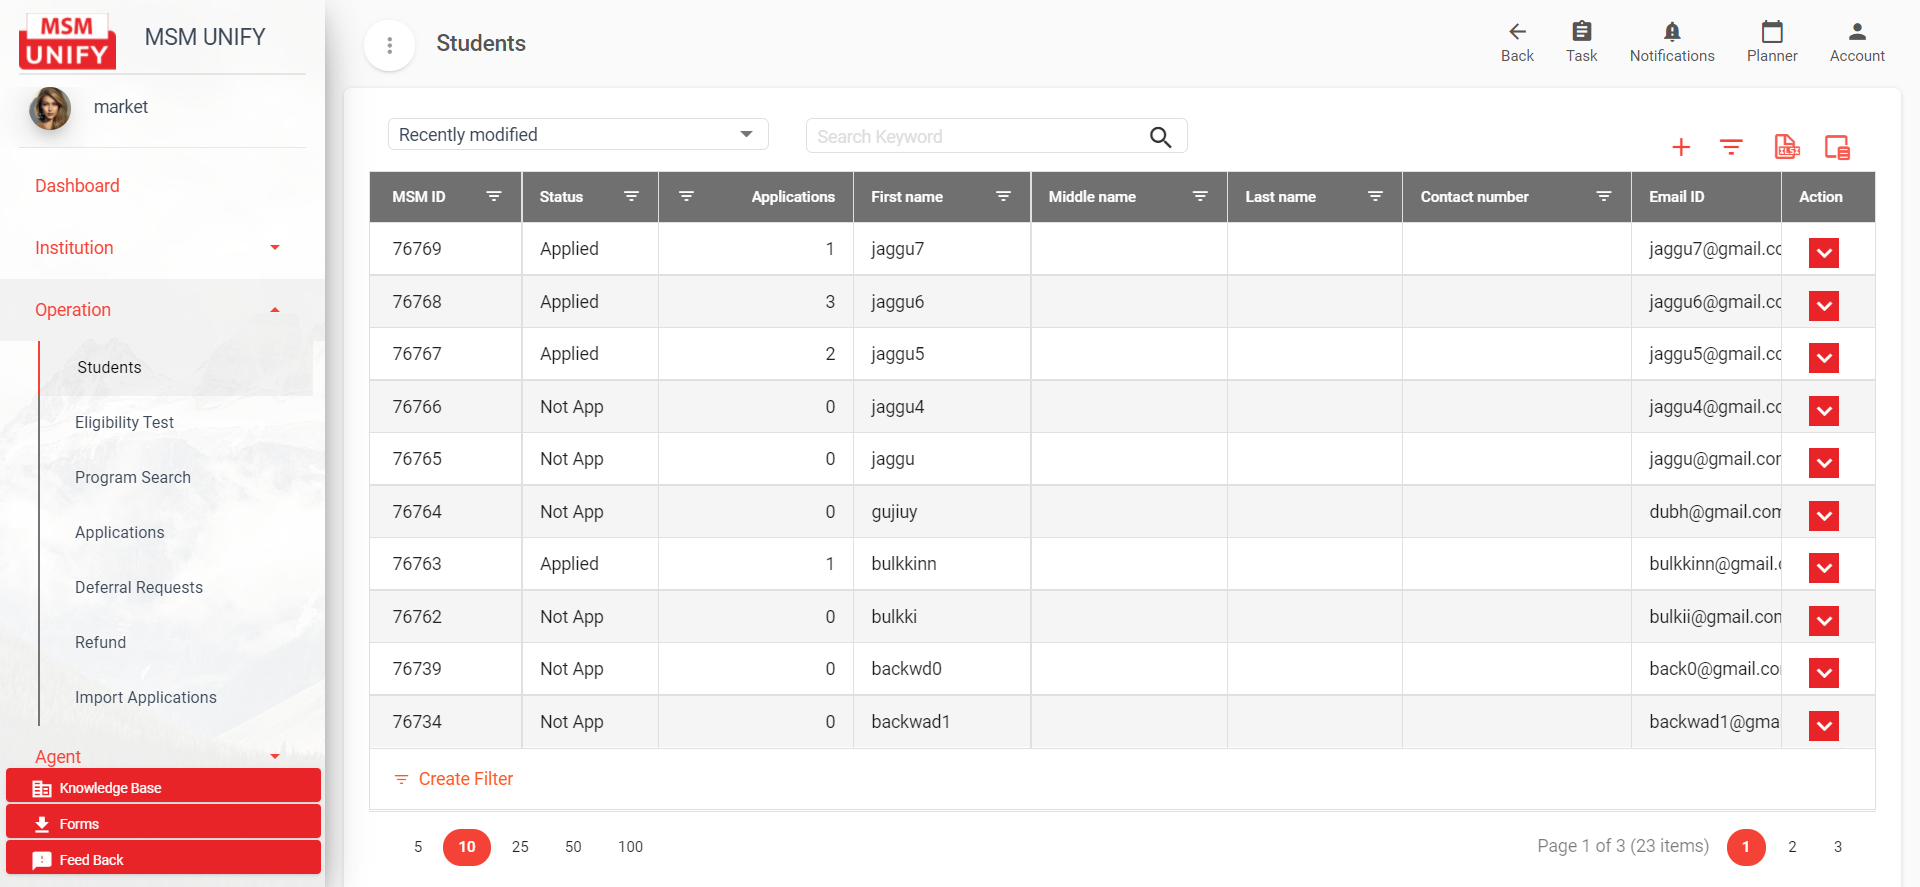 MSM
UNIFY
MSM UNIFY
market
Dashboard
Institution
Operation
Students
Eligibility Test
Program Search
Applications
Deferral Requests
Refund
Import Applications
Agent
Knowledge Base
Forms
Feed Back
Students
Back
Task
Notifications
Planner
Account
Recently modified
Search Keyword
XLSX
MSM ID Status Applications First name Middle name Last name Contact number Email ID Action
76769 Applied 1 jaggu7 jaggu7@gmail.co
76768 Applied 3 jaggu6 jaggu6@gmail.co
76767 Applied 2 jaggu5 jaggu5@gmail.co
76766 Not App 0 jaggu4 jaggu4@gmail.co
76765 Not App 0 jaggu jaggu@gmail.com
76764 Not App 0 gujiuy dubh@gmail.com
76763 Applied 1 bulkkinn bulkkinn@gmail.c
76762 Not App 0 bulkki bulkii@gmail.com
76739 Not App 0 backwd0 back0@gmail.co
76734 Not App 0 backwad1 backwad1@gma
Create Filter
5 10 25 50 100
Page 1 of 3 (23 items) 1 2 3